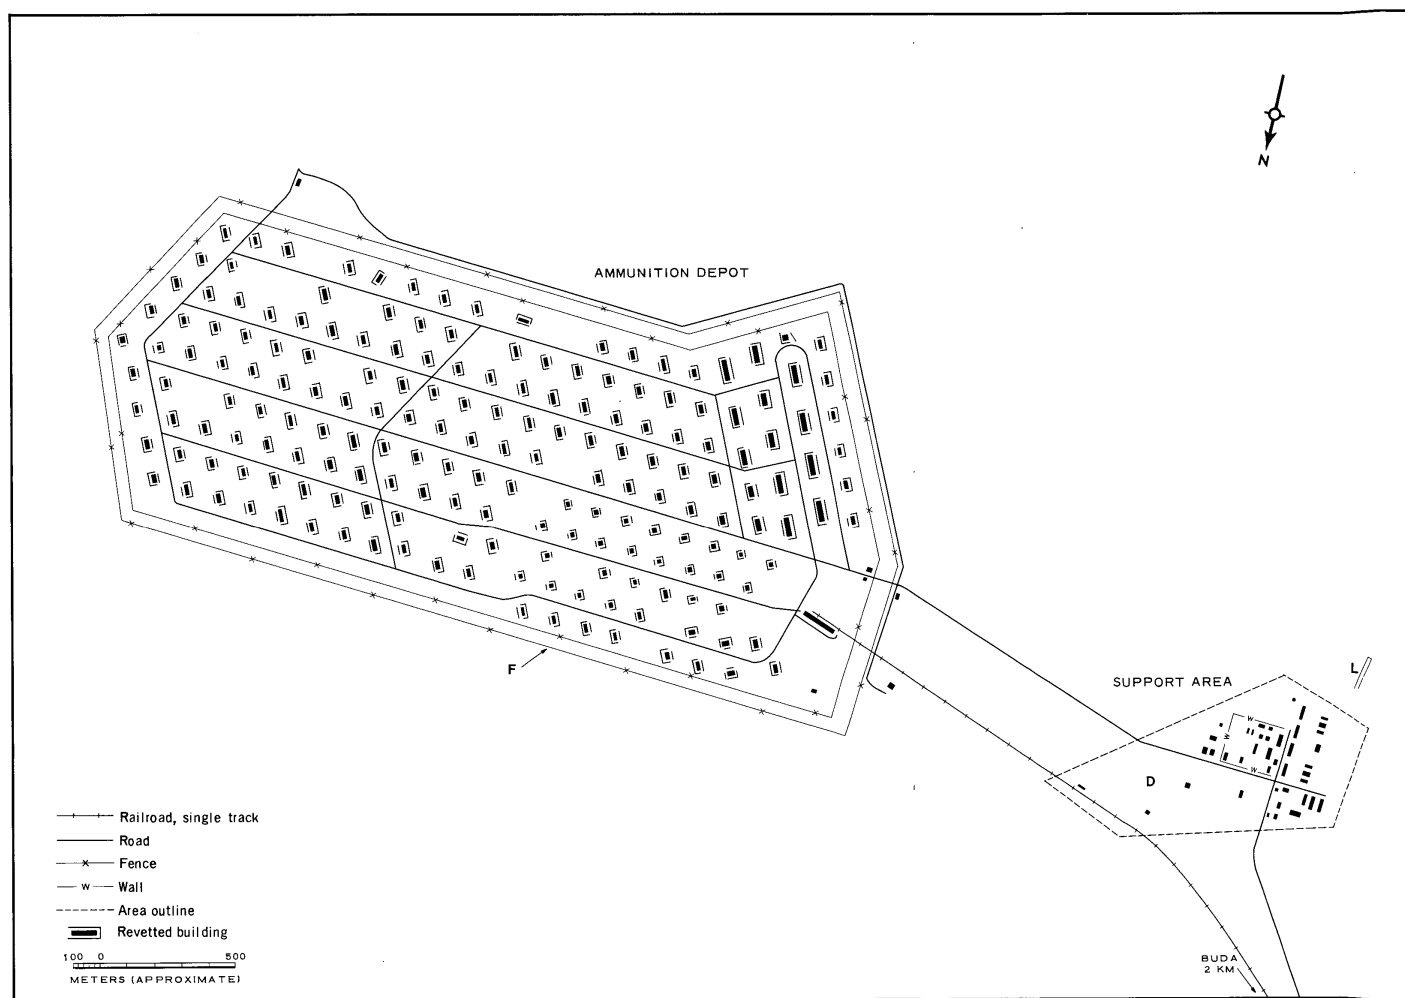 N
AMMUNITION DEPOT
F
L
SUPPORT AREA
W
W
W
D
Railroad, single track
Road
Fence
W Wall
Area outline
Revetted building
100 0 500
METERS (APPROXIMATE)
BUDA
2 KM